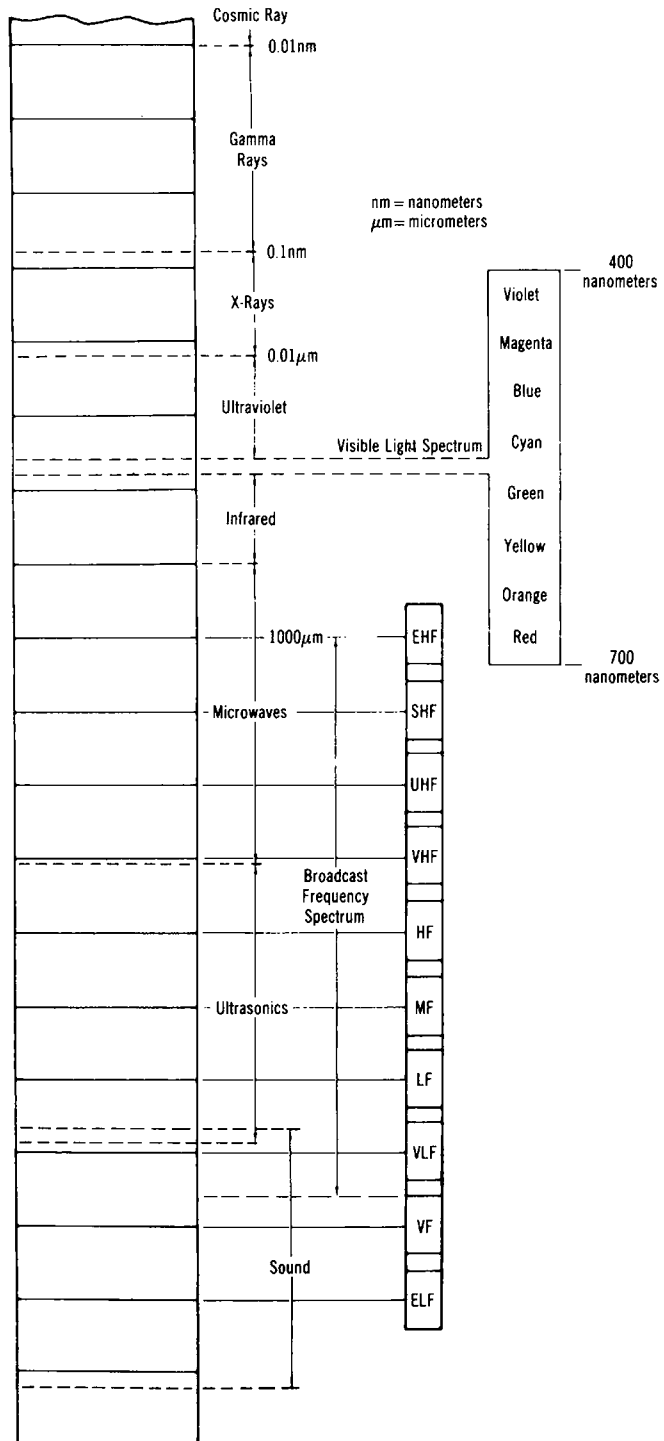 Cosmic Ray
0.01nm
Gamma
Rays
nm = nanometers
μm = micrometers
0.1nm
400
nanometers
X-Rays
Violet
Magenta
0.01μm
Blue
Ultraviolet
Visible Light Spectrum
Cyan
Green
Infrared
Yellow
Orange
1000μm
EHF
Red
700
nanometers
Microwaves
SHF
UHF
VHF
Broadcast
Frequency
Spectrum
HF
Ultrasonics
MF
LF
VLF
VF
Sound
ELF